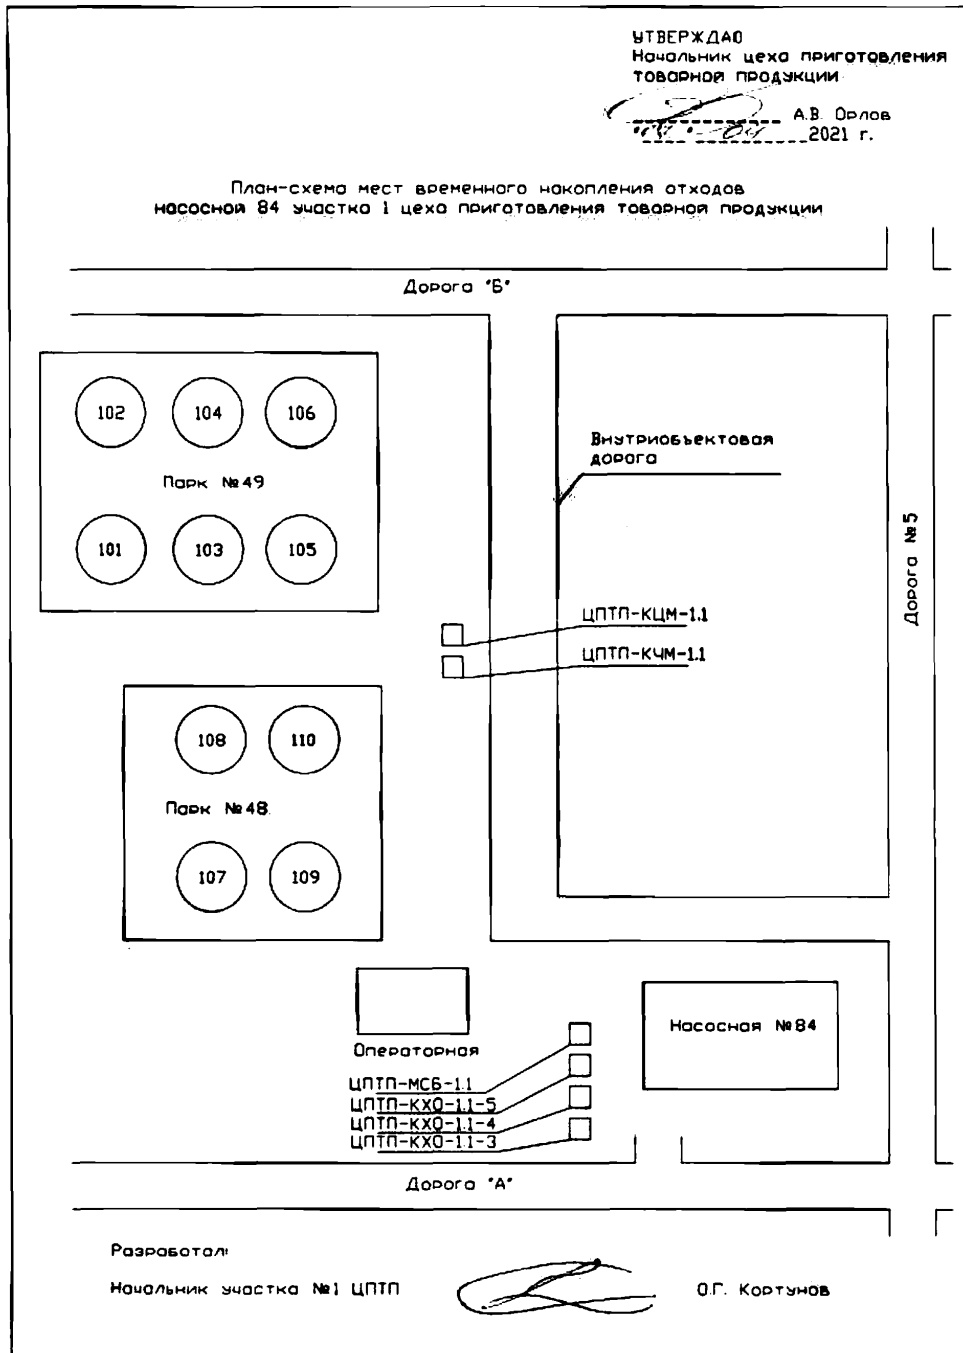 УТВЕРЖДАЮ
Начальник цеха приготовления
товарной продукции
А.В. Орлов
04 2021 г.
План-схема мест временного накопления отходов
насосной 84 участка 1 цеха приготовления товарной продукции
Дорога "Б"
102 104 106
Парк №49
101 103 105
Внутриобъектовая
дорога
Дорога №5
ЦПТП-КЦМ-1.1
ЦПТП-КЧМ-1.1
108 110
Парк №48
107 109
Насосная №84
Операторная
ЦПТП-МСБ-1.1
ЦПТП-КХО-1.1-5
ЦПТП-КХО-1.1-4
ЦПТП-КХО-1.1-3
Дорога "А"
Разработал:
Начальник участка №1 ЦПТП
О.Г. Кортунов